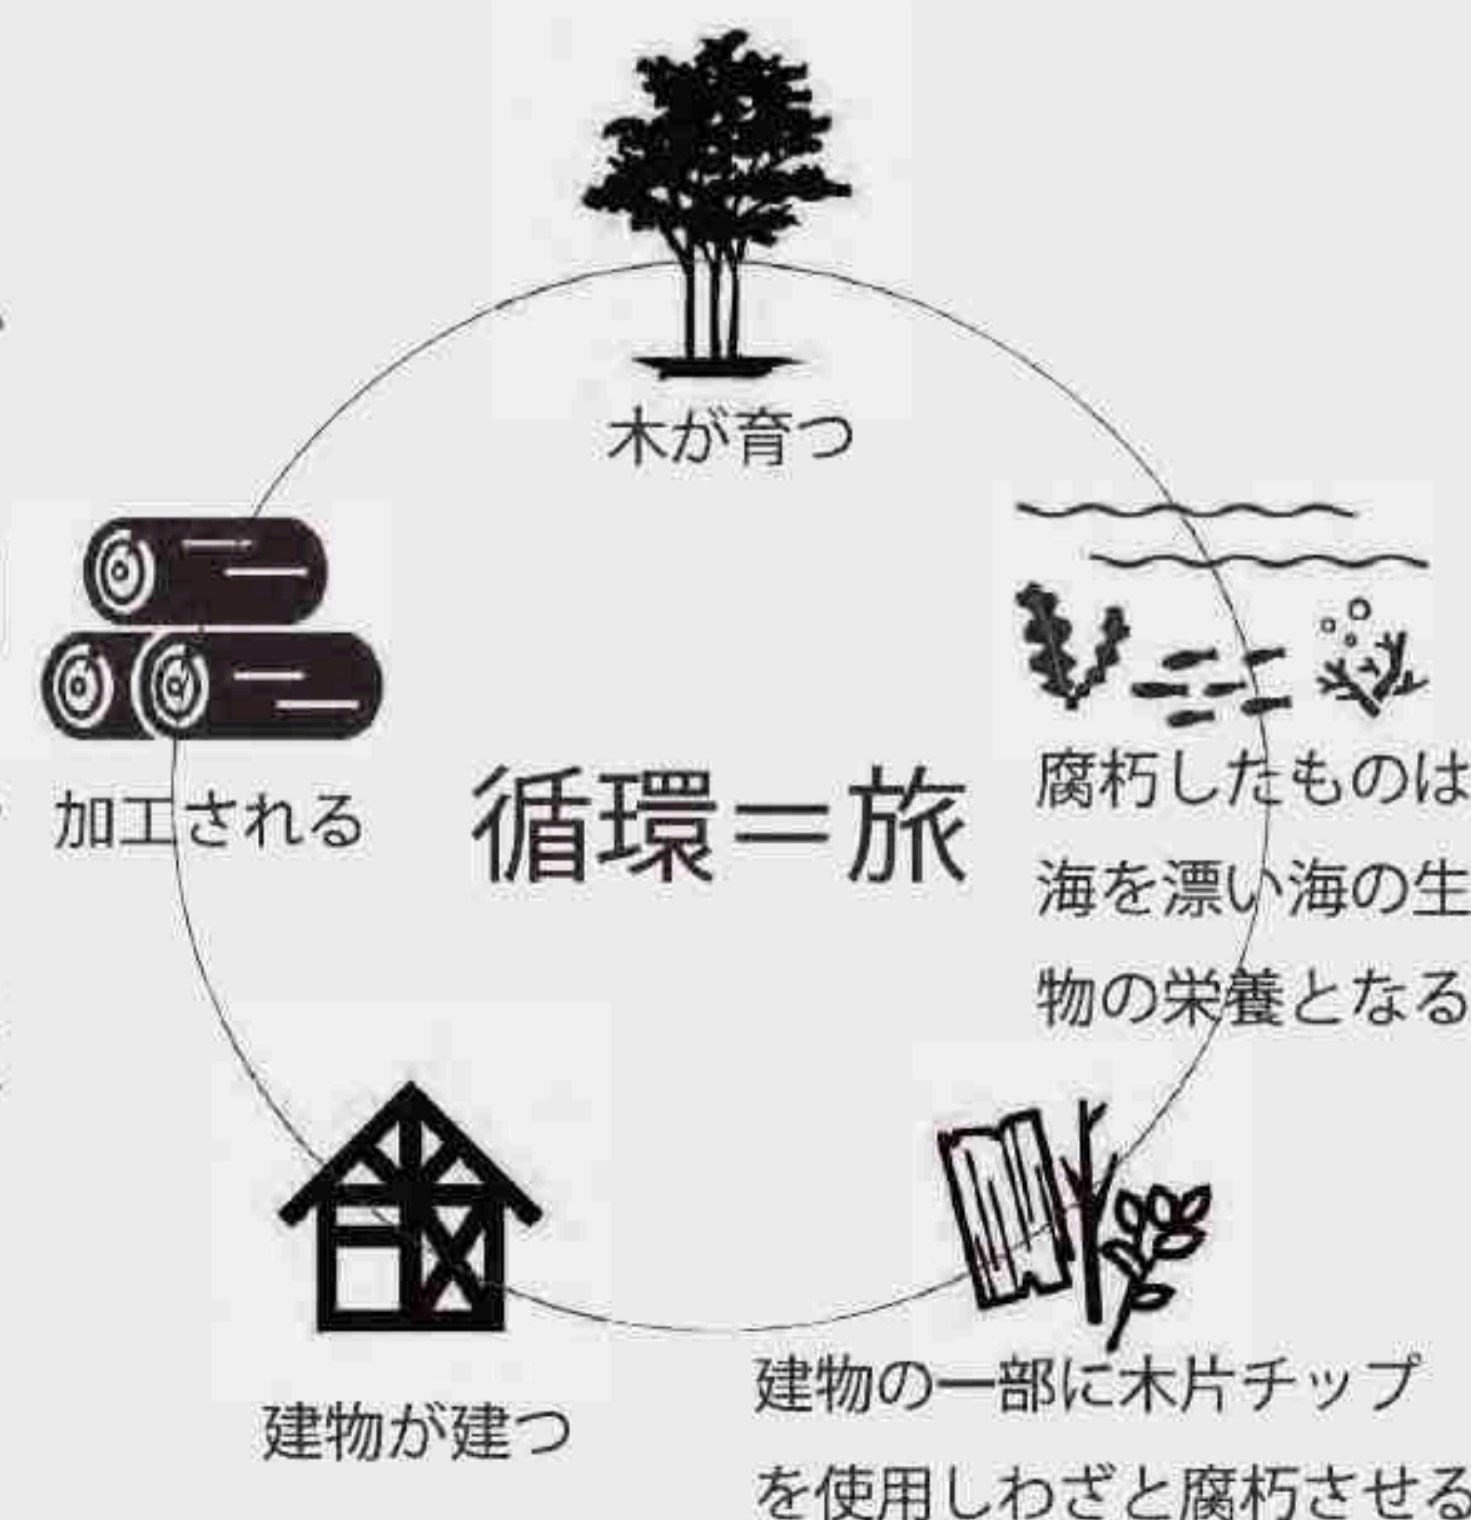 木が育つ
加工される
循環＝旅
腐朽したものは
海を漂い海の生
物の栄養となる
建物が建つ
建物の一部に木片チップ
を使用しわざと腐朽させる